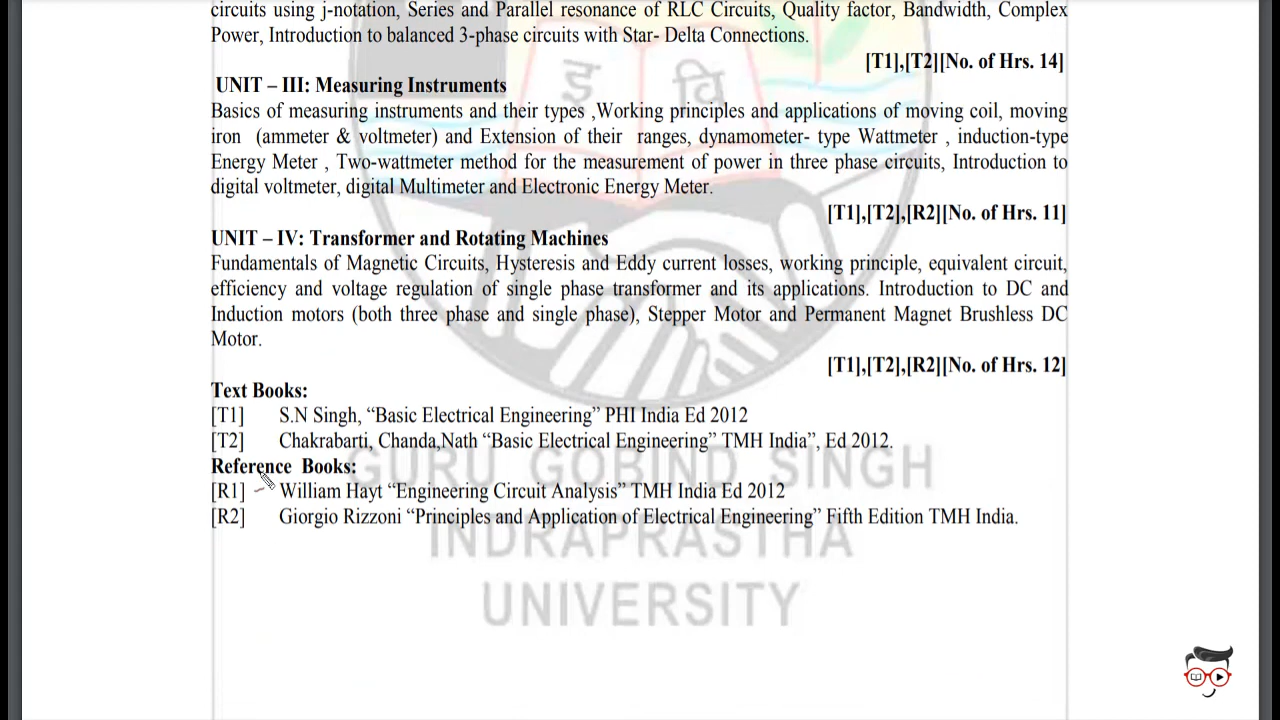 circuits using j-notation, Series and Parallel resonance of RLC Circuits, Quality factor, Bandwidth, Complex
Power, Introduction to balanced 3-phase circuits with Star- Delta Connections.
[T1],[T2][No. of Hrs. 14]
UNIT – III: Measuring Instruments
Basics of measuring instruments and their types ,Working principles and applications of moving coil, moving
iron (ammeter & voltmeter) and Extension of their ranges, dynamometer- type Wattmeter , induction-type
Energy Meter , Two-wattmeter method for the measurement of power in three phase circuits, Introduction to
digital voltmeter, digital Multimeter and Electronic Energy Meter.
[T1],[T2],[R2][No. of Hrs. 11]
UNIT – IV: Transformer and Rotating Machines
Fundamentals of Magnetic Circuits, Hysteresis and Eddy current losses, working principle, equivalent circuit,
efficiency and voltage regulation of single phase transformer and its applications. Introduction to DC and
Induction motors (both three phase and single phase), Stepper Motor and Permanent Magnet Brushless DC
Motor.
[T1],[T2],[R2][No. of Hrs. 12]
Text Books:
[T1] S.N Singh, “Basic Electrical Engineering” PHI India Ed 2012
[T2] Chakrabarti, Chanda,Nath “Basic Electrical Engineering” TMH India”, Ed 2012.
Reference Books:
[R1] William Hayt “Engineering Circuit Analysis” TMH India Ed 2012
[R2] Giorgio Rizzoni “Principles and Application of Electrical Engineering” Fifth Edition TMH India.
इ वि
GURU GOBIND SINGH
INDRAPRASTHA
UNIVERSITY